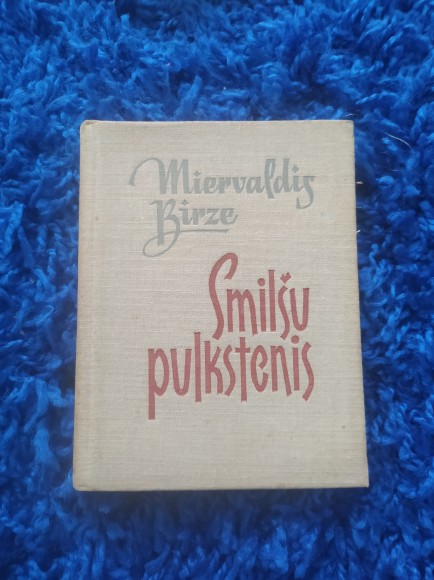 Miervaldis
Birze
Smilšu
pulkstenis